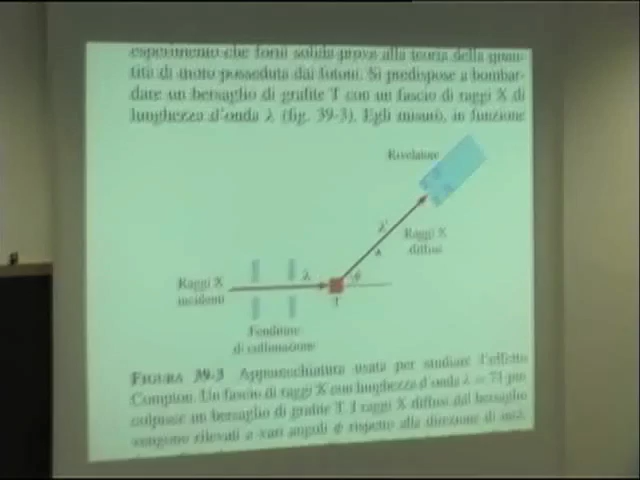 esperimento che fornì solida prova alla teoria della quan-
tità di moto posseduta dai fotoni. Si predispose a bombar-
dare un bersaglio di grafite T con un fascio di raggi X di
lunghezza d'onda λ (fig. 39-3). Egli misurò, in funzione
Rivelatore
λ'
Raggi X
diffusi
Raggi X
incidenti
λ
ϕ
T
Fenditure
di collimazione
FIGURA 39-3 Apparecchiatura usata per studiare l'effetto
Compton. Un fascio di raggi X con lunghezza d'onda λ = 71 pm
colpisce un bersaglio di grafite T. I raggi X diffusi dal bersaglio
vengono rilevati a vari angoli ϕ rispetto alla direzione di